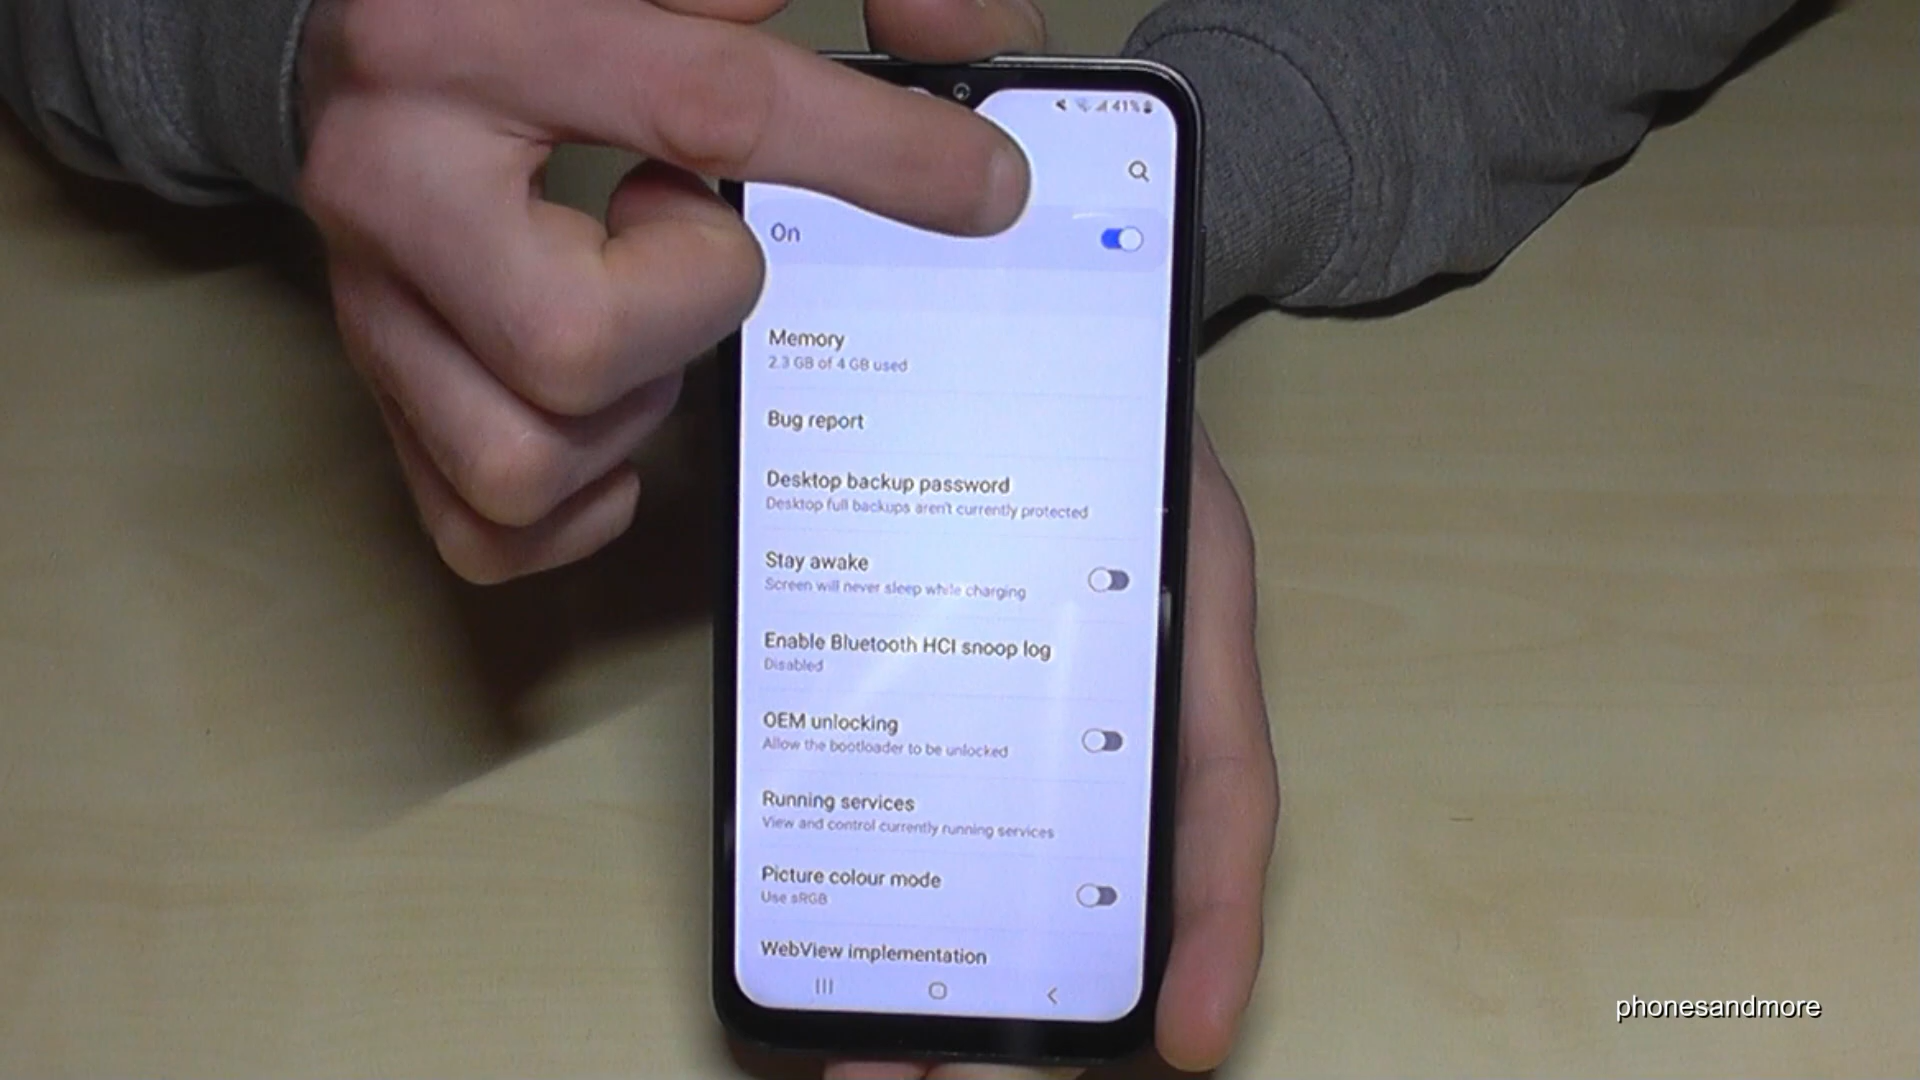 41%
On
Memory
2.3 GB of 4 GB used
Bug report
Desktop backup password
Desktop full backups aren't currently protected
Stay awake
Screen will never sleep while charging
Enable Bluetooth HCI snoop log
Disabled
OEM unlocking
Allow the bootloader to be unlocked
Running services
View and control currently running services
Picture colour mode
Use sRGB
WebView implementation
phonesandmore